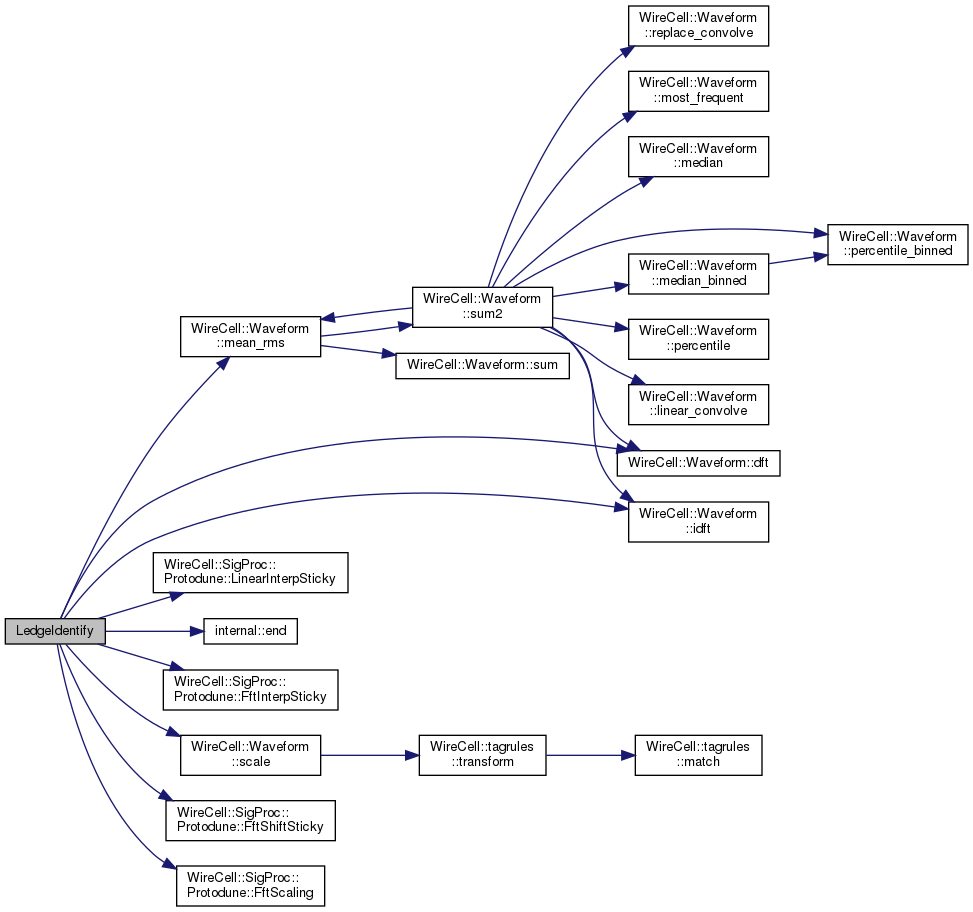 WireCell::Waveform
::replace_convolve
WireCell::Waveform
::most_frequent
WireCell::Waveform
::median
WireCell::Waveform
::percentile_binned
WireCell::Waveform
::median_binned
WireCell::Waveform
::sum2
WireCell::Waveform
::mean_rms
WireCell::Waveform
::percentile
WireCell::Waveform::sum
WireCell::Waveform
::linear_convolve
WireCell::Waveform::dft
WireCell::Waveform
::idft
WireCell::SigProc::
Protodune::LinearInterpSticky
LedgeIdentify
internal::end
WireCell::SigProc::
Protodune::FftInterpSticky
WireCell::Waveform
::scale
WireCell::tagrules
::transform
WireCell::tagrules
::match
WireCell::SigProc::
Protodune::FftShiftSticky
WireCell::SigProc::
Protodune::FftScaling